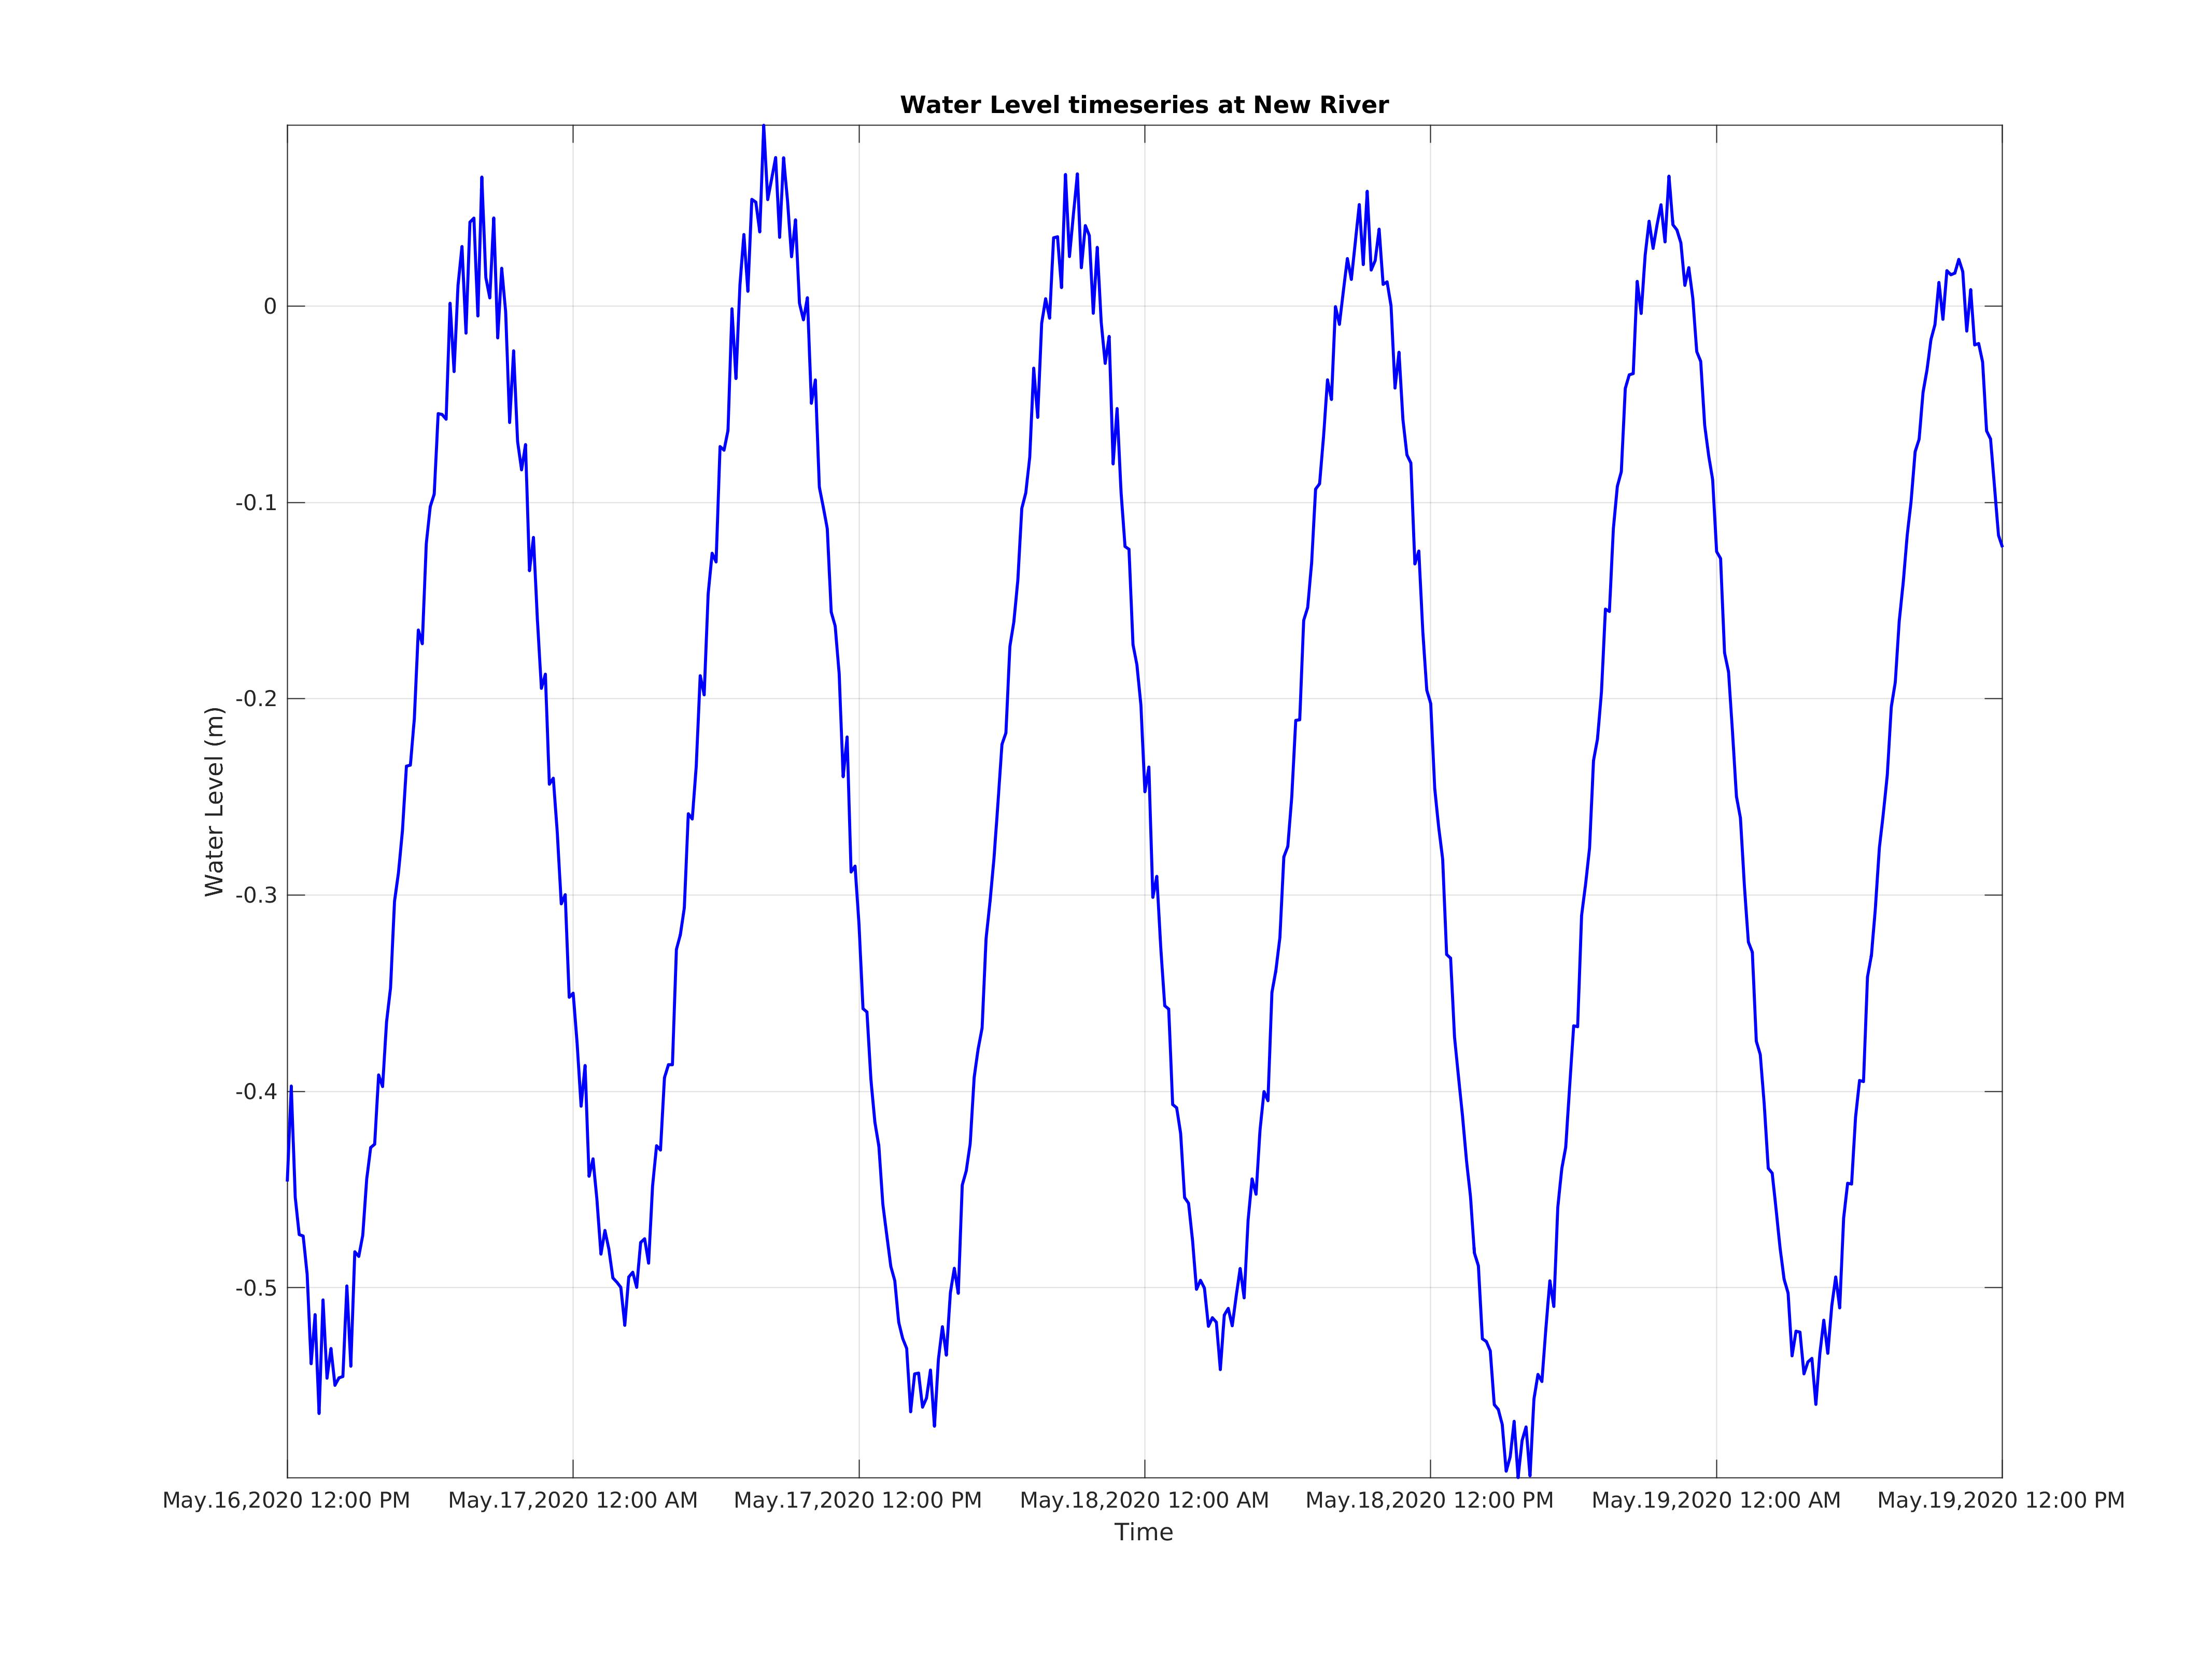 Water Level timeseries at New River
0
-0.1
-0.2
-0.3
-0.4
-0.5
Water Level (m)
May.16,2020 12:00 PM May.17,2020 12:00 AM May.17,2020 12:00 PM May.18,2020 12:00 AM May.18,2020 12:00 PM May.19,2020 12:00 AM May.19,2020 12:00 PM
Time